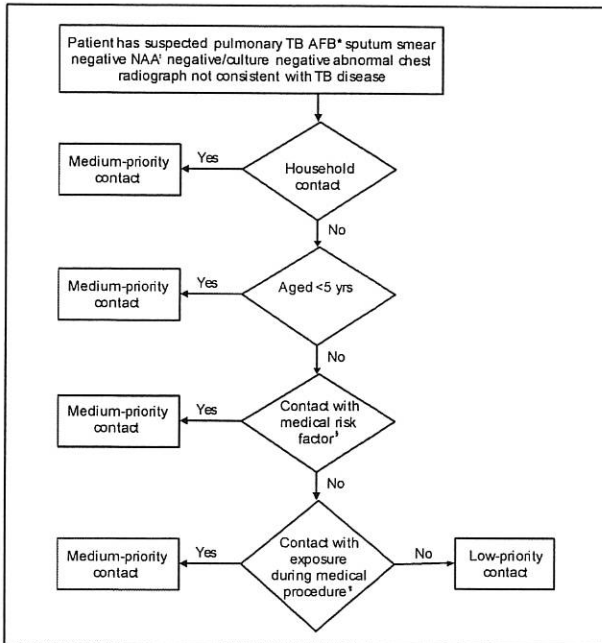 Patient has suspected pulmonary TB AFB* sputum smear
negative NAA† negative/culture negative abnormal chest
radiograph not consistent with TB disease
Medium-priority
contact
Yes
Household
contact
No
Medium-priority
contact
Yes
Aged <5 yrs
No
Medium-priority
contact
Yes
Contact with
medical risk
factor§
No
Medium-priority
contact
Yes
Contact with
exposure
during medical
procedure¶
No
Low-priority
contact